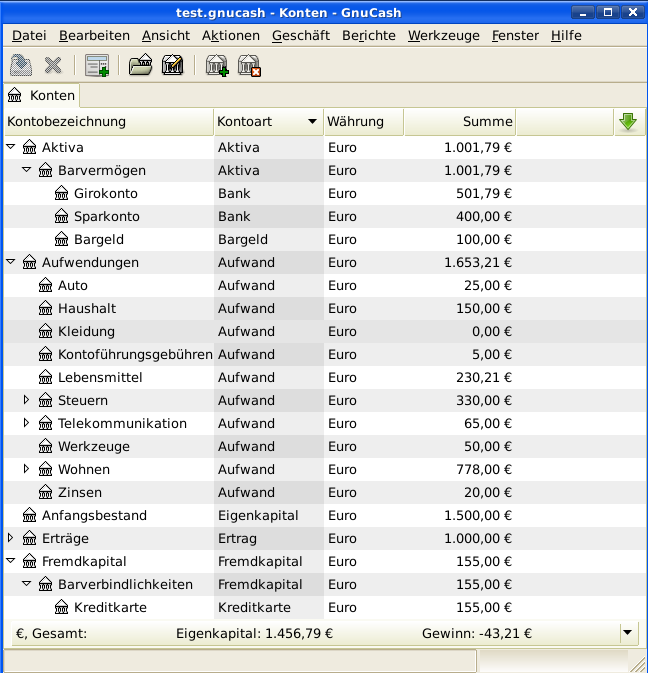 test.gnucash - Konten - GnuCash
Datei Bearbeiten Ansicht Aktionen Geschäft Berichte Werkzeuge Fenster Hilfe
Konten
Kontobezeichnung Kontoart Währung Summe
Aktiva Aktiva Euro 1.001,79 €
Barvermögen Aktiva Euro 1.001,79 €
Girokonto Bank Euro 501,79 €
Sparkonto Bank Euro 400,00 €
Bargeld Bargeld Euro 100,00 €
Aufwendungen Aufwand Euro 1.653,21 €
Auto Aufwand Euro 25,00 €
Haushalt Aufwand Euro 150,00 €
Kleidung Aufwand Euro 0,00 €
Kontoführungsgebühren Aufwand Euro 5,00 €
Lebensmittel Aufwand Euro 230,21 €
Steuern Aufwand Euro 330,00 €
Telekommunikation Aufwand Euro 65,00 €
Werkzeuge Aufwand Euro 50,00 €
Wohnen Aufwand Euro 778,00 €
Zinsen Aufwand Euro 20,00 €
Anfangsbestand Eigenkapital Euro 1.500,00 €
Erträge Ertrag Euro 1.000,00 €
Fremdkapital Fremdkapital Euro 155,00 €
Barverbindlichkeiten Fremdkapital Euro 155,00 €
Kreditkarte Kreditkarte Euro 155,00 €
€, Gesamt: Eigenkapital: 1.456,79 € Gewinn: -43,21 €